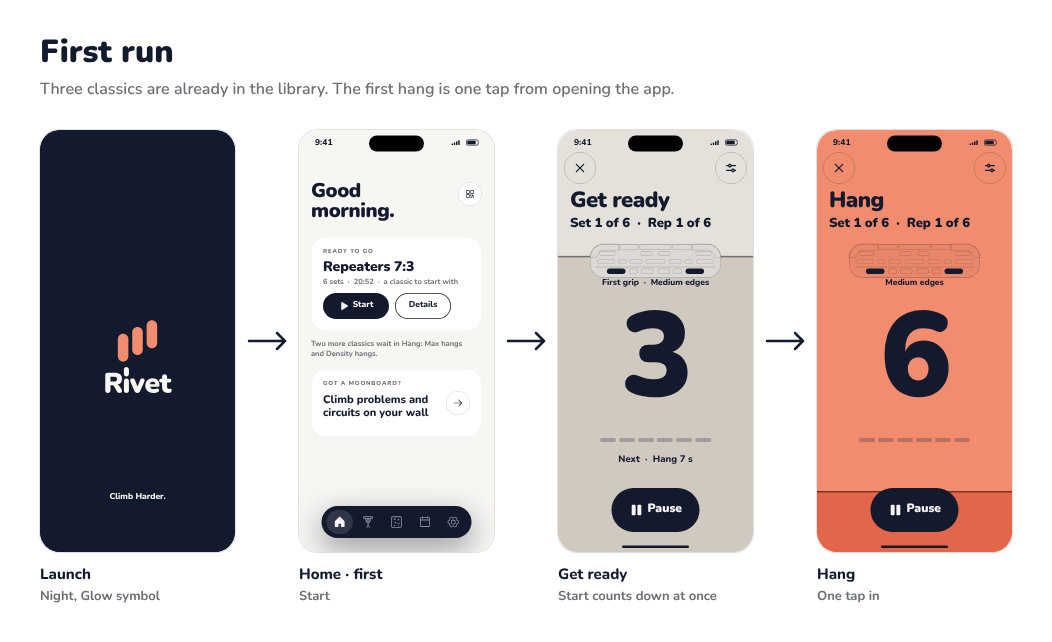 First run
Three classics are already in the library. The first hang is one tap from opening the app.
Rivet
Climb Harder.
Launch
Night, Glow symbol
9:41
Good
morning.
READY TO GO
Repeaters 7:3
6 sets · 20:52 · a classic to start with
Start
Details
Two more classics wait in Hang: Max hangs
and Density hangs.
GOT A MOONBOARD?
Climb problems and
circuits on your wall
Home · first
Start
9:41
Get ready
Set 1 of 6 · Rep 1 of 6
First grip · Medium edges
3
Next · Hang 7 s
Pause
Get ready
Start counts down at once
9:41
Hang
Set 1 of 6 · Rep 1 of 6
Medium edges
6
Pause
Hang
One tap in